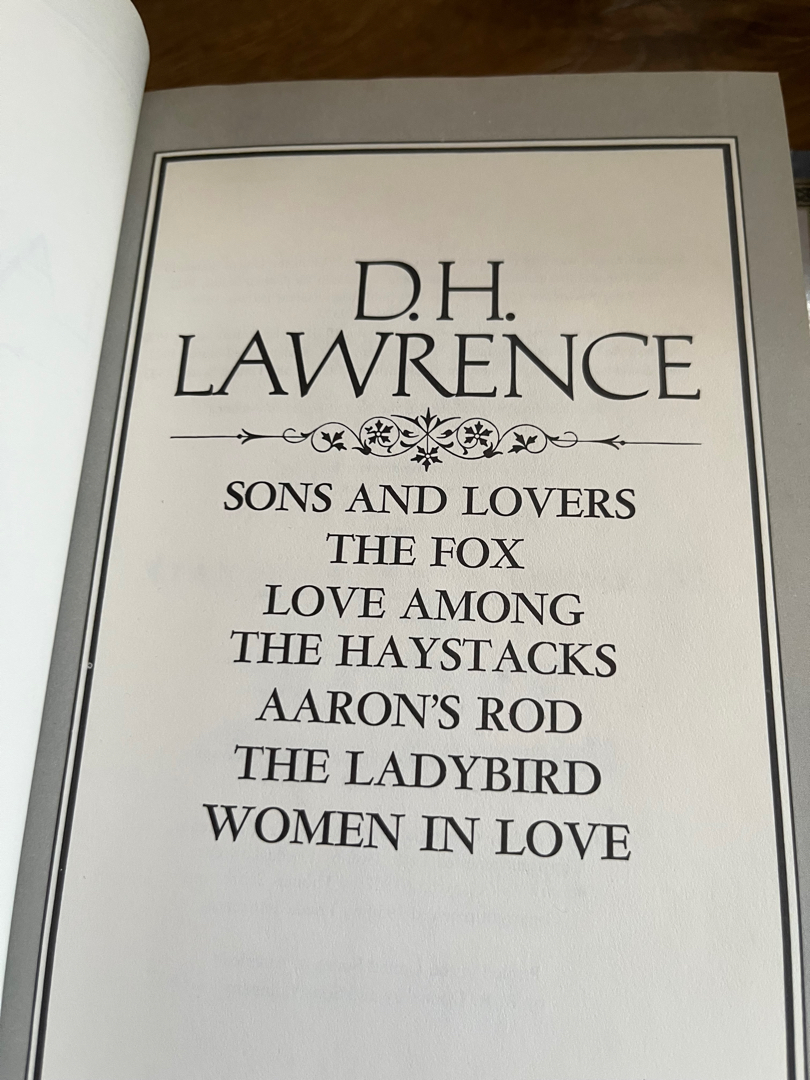 D.H.
LAWRENCE
SONS AND LOVERS
THE FOX
LOVE AMONG
THE HAYSTACKS
AARON'S ROD
THE LADYBIRD
WOMEN IN LOVE